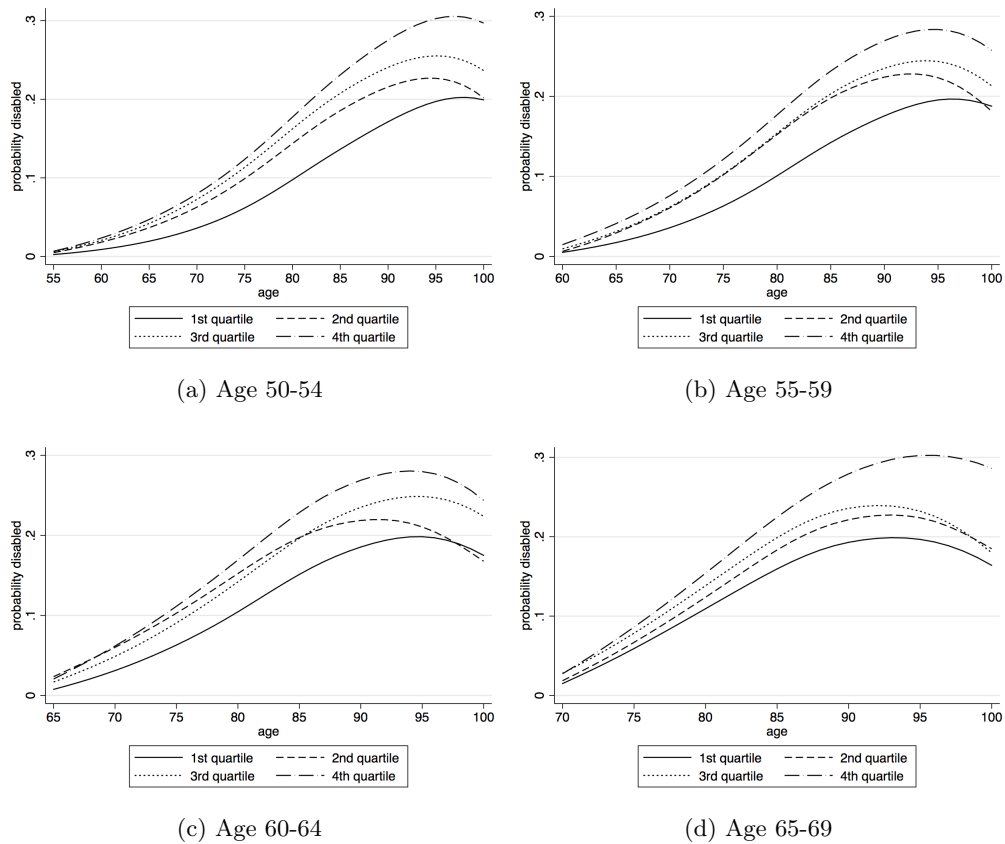 probability disabled
0 .1 .2 .3
55 60 65 70 75 80 85 90 95 100
age
1st quartile 2nd quartile
3rd quartile 4th quartile
(a) Age 50-54
probability disabled
0 .1 .2 .3
60 65 70 75 80 85 90 95 100
age
1st quartile 2nd quartile
3rd quartile 4th quartile
(b) Age 55-59
probability disabled
0 .1 .2 .3
65 70 75 80 85 90 95 100
age
1st quartile 2nd quartile
3rd quartile 4th quartile
(c) Age 60-64
probability disabled
0 .1 .2 .3
70 75 80 85 90 95 100
age
1st quartile 2nd quartile
3rd quartile 4th quartile
(d) Age 65-69